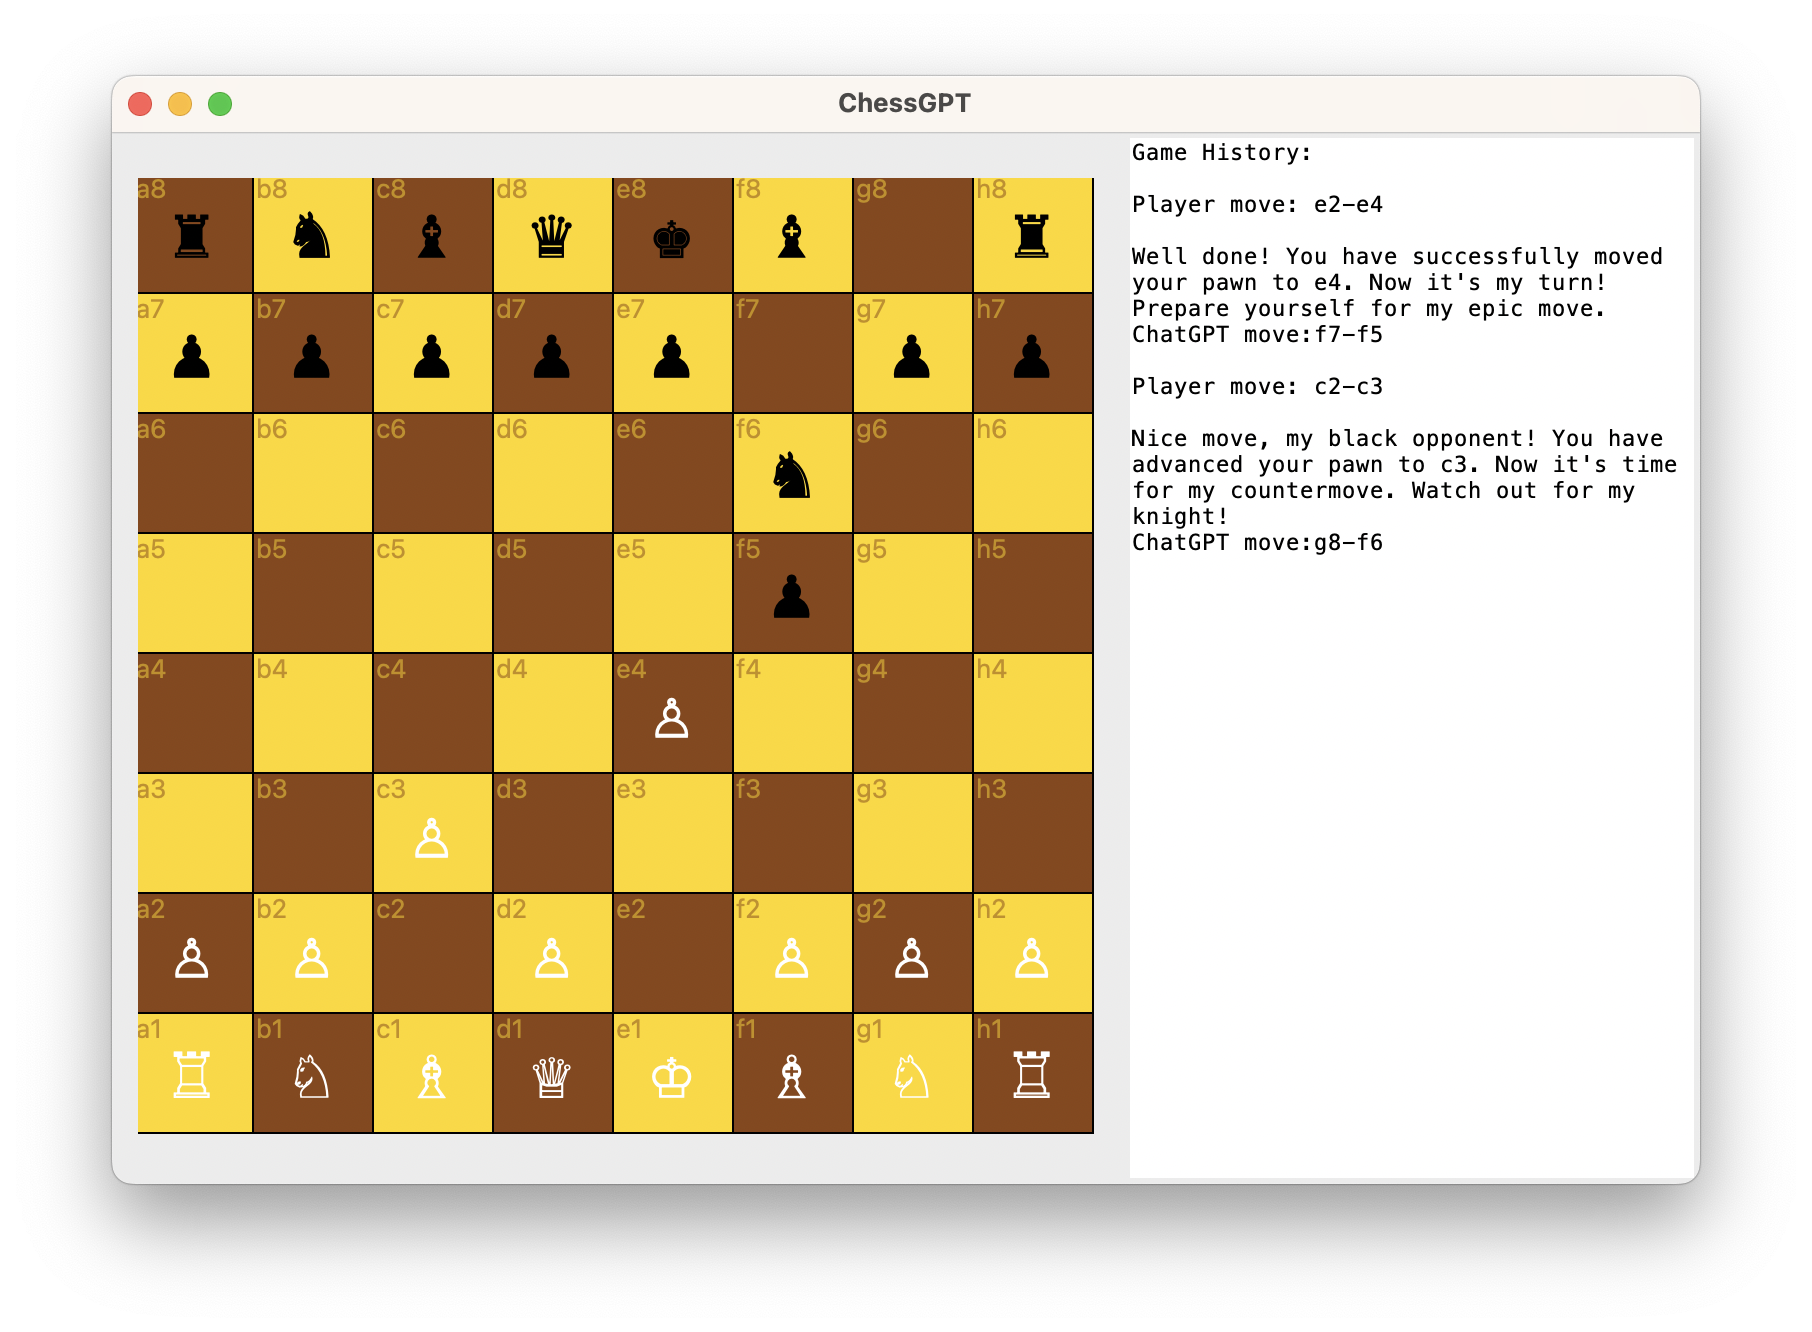 ChessGPT
a8 b8 c8 d8 e8 f8 g8 h8
a7 b7 c7 d7 e7 f7 g7 h7
a6 b6 c6 d6 e6 f6 g6 h6
a5 b5 c5 d5 e5 f5 g5 h5
a4 b4 c4 d4 e4 f4 g4 h4
a3 b3 c3 d3 e3 f3 g3 h3
a2 b2 c2 d2 e2 f2 g2 h2
a1 b1 c1 d1 e1 f1 g1 h1
Game History:
Player move: e2-e4
Well done! You have successfully moved
your pawn to e4. Now it's my turn!
Prepare yourself for my epic move.
ChatGPT move:f7-f5
Player move: c2-c3
Nice move, my black opponent! You have
advanced your pawn to c3. Now it's time
for my countermove. Watch out for my
knight!
ChatGPT move:g8-f6